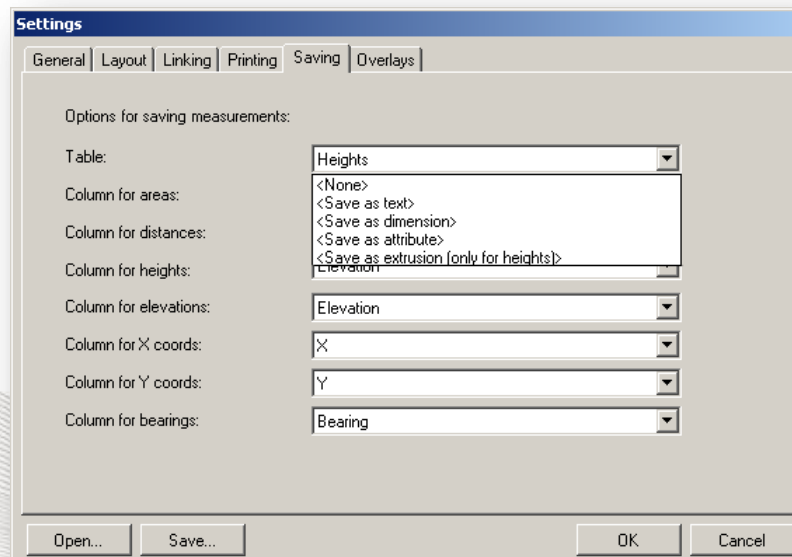 Settings
General Layout Linking Printing Saving Overlays
Options for saving measurements:
Table: Heights
<None>
Column for areas: <Save as text>
<Save as dimension>
Column for distances: <Save as attribute>
<Save as extrusion (only for heights)>
Column for heights: Elevation
Column for elevations: Elevation
Column for X coords: X
Column for Y coords: Y
Column for bearings: Bearing
Open... Save... OK Cancel